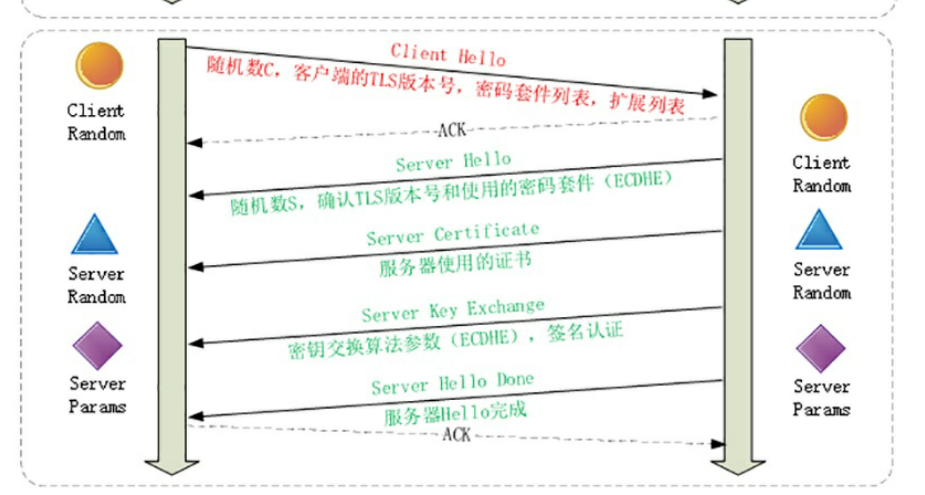 Client Hello
随机数C，客户端的TLS版本号，密码套件列表，扩展列表
Client
Random
ACK
Client
Random
Server Hello
随机数S，确认TLS版本号和使用的密码套件（ECDHE）
Server Certificate
服务器使用的证书
Server
Random
Server
Random
Server Key Exchange
密钥交换算法参数（ECDHE），签名认证
Server
Params
Server
Params
Server Hello Done
服务器Hello完成
ACK